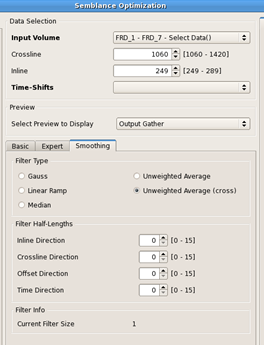 Semblance Optimization
Data Selection
Input Volume FRD_1 - FRD_7 - Select Data()
Crossline 1060 [1060 - 1420]
Inline 249 [249 - 289]
Time-Shifts
Preview
Select Preview to Display Output Gather
Basic Expert Smoothing
Filter Type
Gauss Unweighted Average
Linear Ramp Unweighted Average (cross)
Median
Filter Half-Lengths
Inline Direction 0 [0 - 15]
Crossline Direction 0 [0 - 15]
Offset Direction 0 [0 - 15]
Time Direction 0 [0 - 15]
Filter Info
Current Filter Size 1